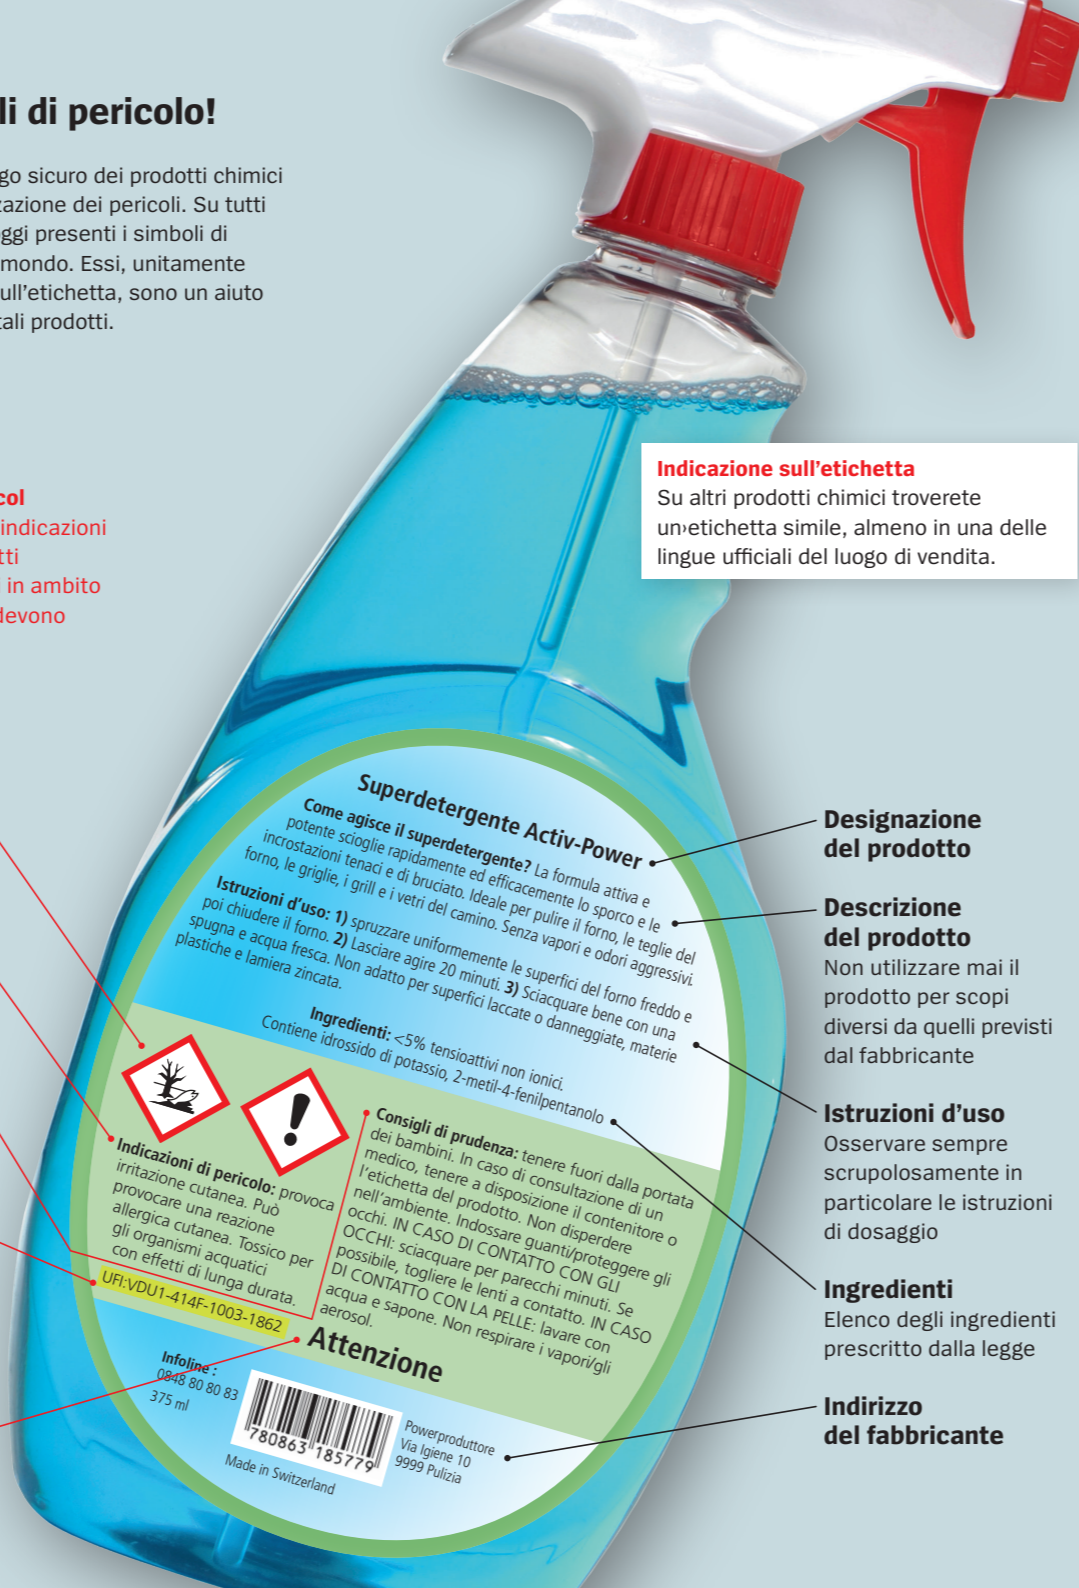 li di pericolo!
go sicuro dei prodotti chimici
zazione dei pericoli. Su tutti
oggi presenti i simboli di
mondo. Essi, unitamente
ull'etichetta, sono un aiuto
tali prodotti.
col
indicazioni
tti
in ambito
devono
Indicazione sull'etichetta
Su altri prodotti chimici troverete
un›etichetta simile, almeno in una delle
lingue ufficiali del luogo di vendita.
Superdetergente Activ-Power
Come agisce il superdetergente? La formula attiva e
potente scioglie rapidamente ed efficacemente lo sporco e le
incrostazioni tenaci e di bruciato. Ideale per pulire il forno, le teglie del
forno, le griglie, i grill e i vetri del camino. Senza vapori e odori aggressivi.
Istruzioni d'uso: 1) spruzzare uniformemente le superfici del forno freddo e
poi chiudere il forno. 2) Lasciare agire 20 minuti. 3) Sciacquare bene con una
spugna e acqua fresca. Non adatto per superfici laccate o danneggiate, materie
plastiche e lamiera zincata.
Ingredienti: <5% tensioattivi non ionici.
Contiene idrossido di potassio, 2-metil-4-fenilpentanolo
Indicazioni di pericolo: provoca
irritazione cutanea. Può
provocare una reazione
allergica cutanea. Tossico per
gli organismi acquatici
con effetti di lunga durata.
UFI:VDU1-414F-1003-1862
Consigli di prudenza: tenere fuori dalla portata
dei bambini. In caso di consultazione di un
medico, tenere a disposizione il contenitore o
l'etichetta del prodotto. Non disperdere
nell'ambiente. Indossare guanti/proteggere gli
occhi. IN CASO DI CONTATTO CON GLI
OCCHI: sciacquare per parecchi minuti. Se
possibile, togliere le lenti a contatto. IN CASO
DI CONTATTO CON LA PELLE: lavare con
acqua e sapone. Non respirare i vapori/gli
aerosol.
Attenzione
Infoline :
0848 80 80 83
375 ml
780863 185779
Made in Switzerland
Powerproduttore
Via Igiene 10
9999 Pulizia
Designazione
del prodotto
Descrizione
del prodotto
Non utilizzare mai il
prodotto per scopi
diversi da quelli previsti
dal fabbricante
Istruzioni d'uso
Osservare sempre
scrupolosamente in
particolare le istruzioni
di dosaggio
Ingredienti
Elenco degli ingredienti
prescritto dalla legge
Indirizzo
del fabbricante